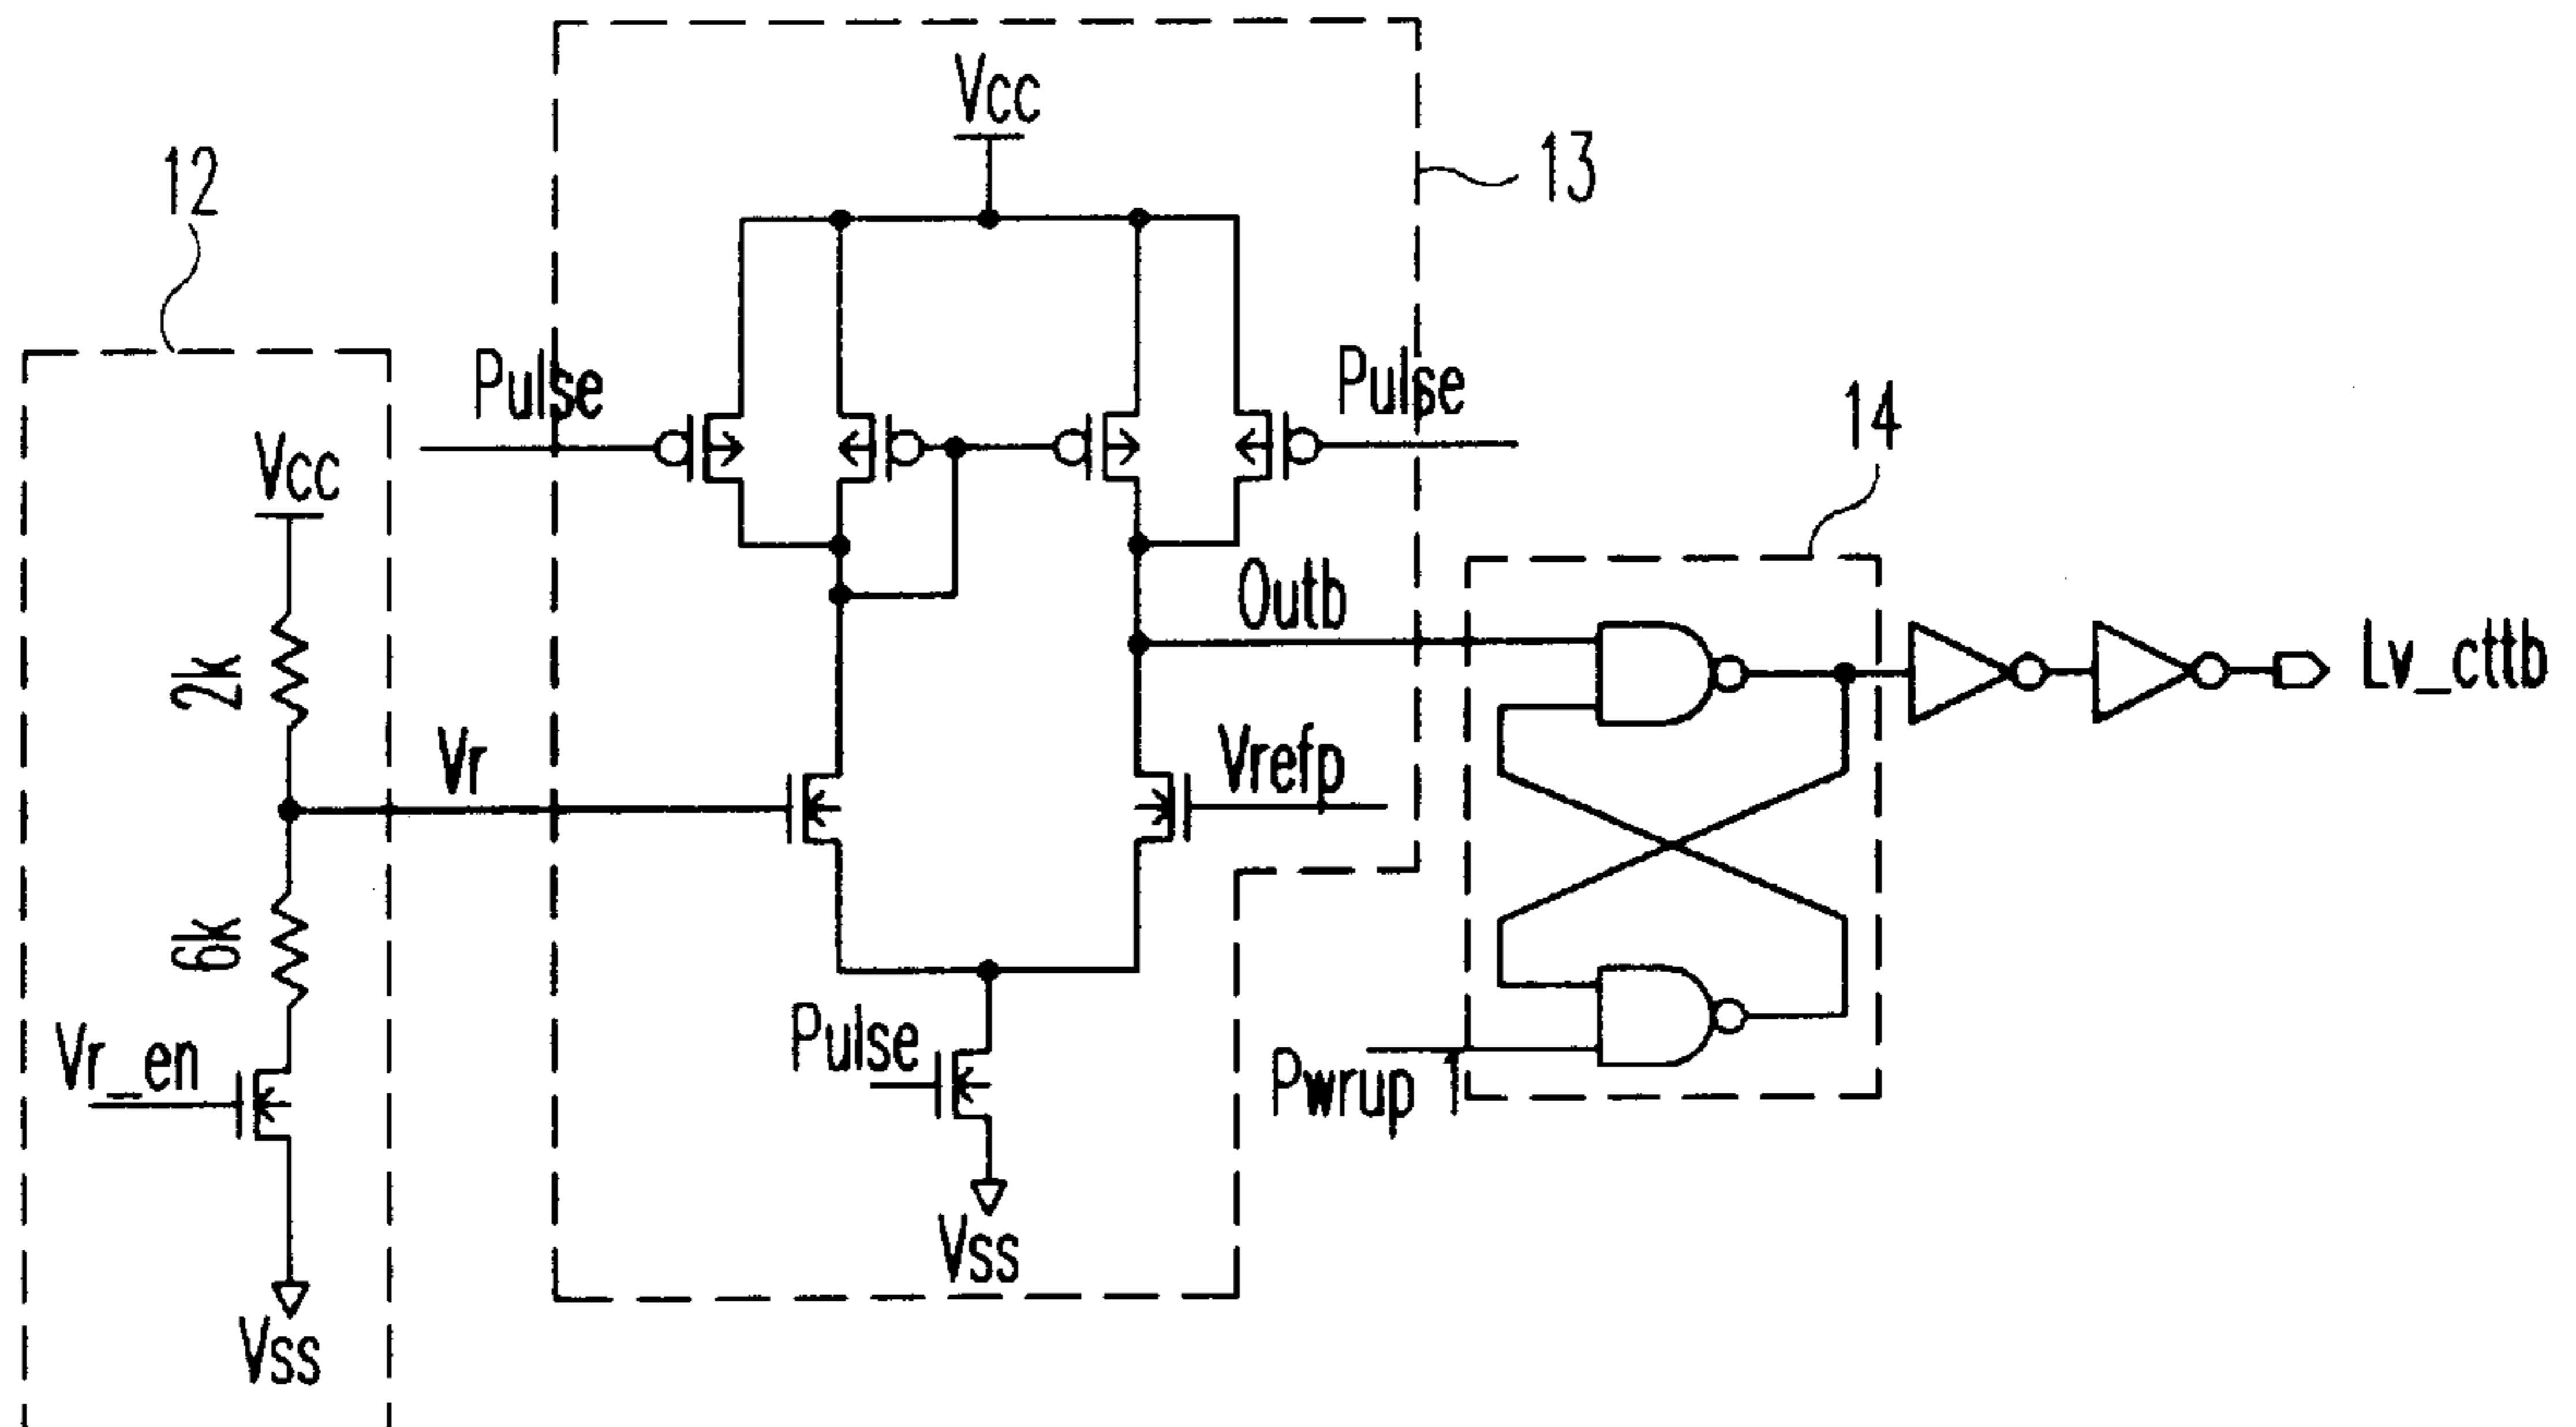 Vcc
12
13
Pulse
Pulse
14
Vcc
Outb
2k
Lv_cttb
Vr
Vrefp
6k
Pulse
Vr_en
Pwrup
Vss
Vss